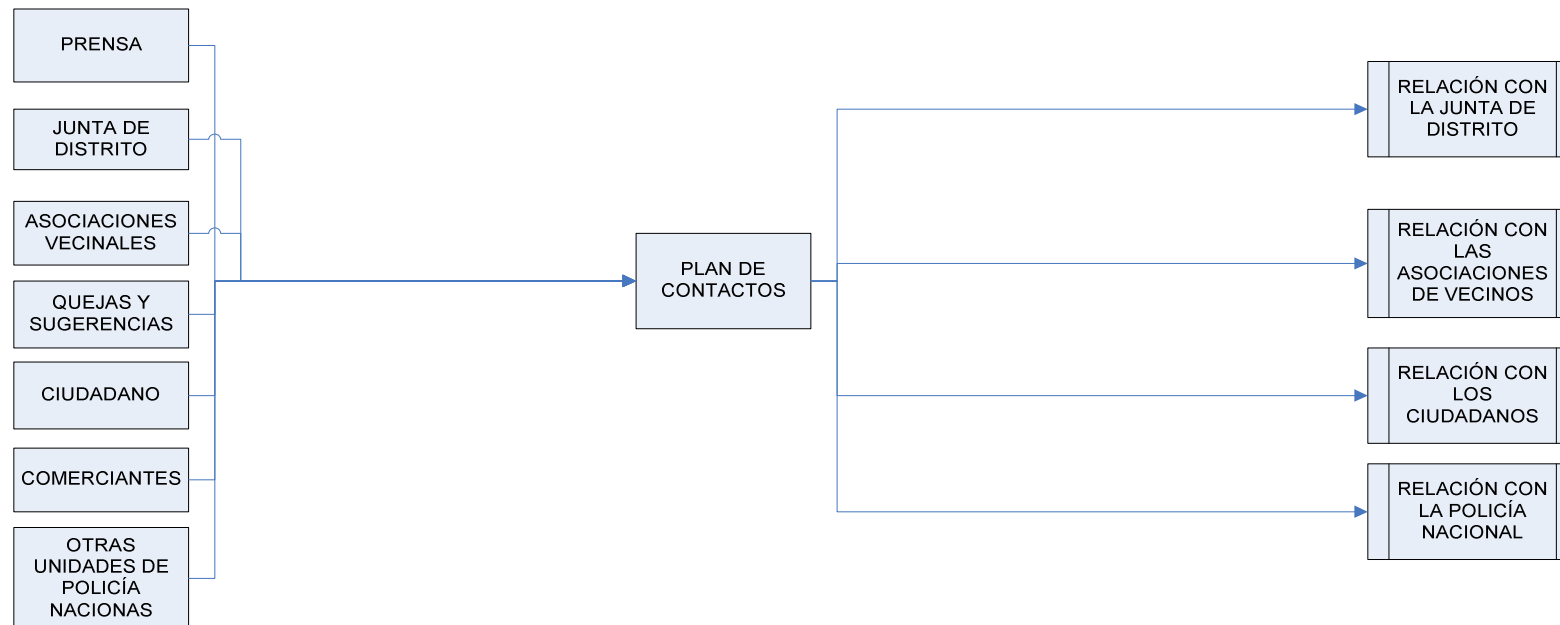 PRENSA
JUNTA DE
DISTRITO
ASOCIACIONES
VECINALES
QUEJAS Y
SUGERENCIAS
CIUDADANO
COMERCIANTES
OTRAS
UNIDADES DE
POLICÍA
NACIONAS
PLAN DE
CONTACTOS
RELACIÓN CON
LA JUNTA DE
DISTRITO
RELACIÓN CON
LAS
ASOCIACIONES
DE VECINOS
RELACIÓN CON
LOS
CIUDADANOS
RELACIÓN CON
LA POLICÍA
NACIONAL